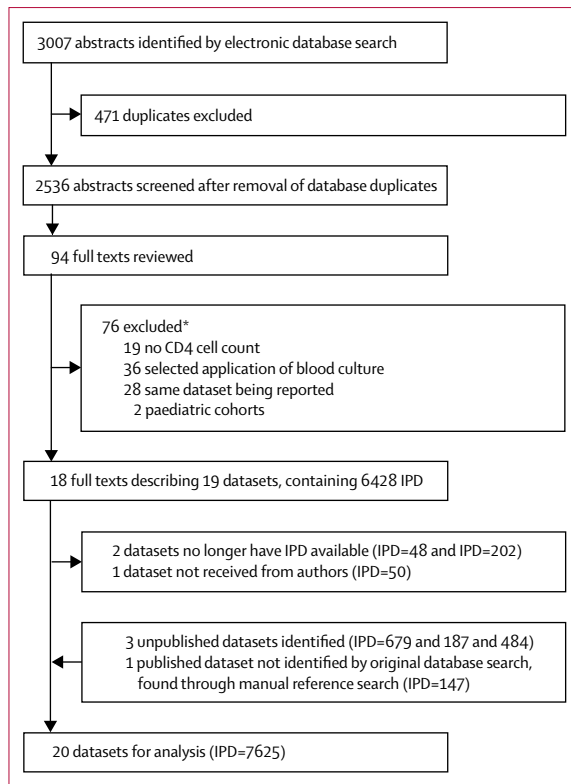 3007 abstracts identified by electronic database search
471 duplicates excluded
2536 abstracts screened after removal of database duplicates
94 full texts reviewed
76 excluded*
19 no CD4 cell count
36 selected application of blood culture
28 same dataset being reported
2 paediatric cohorts
18 full texts describing 19 datasets, containing 6428 IPD
2 datasets no longer have IPD available (IPD=48 and IPD=202)
1 dataset not received from authors (IPD=50)
3 unpublished datasets identified (IPD=679 and 187 and 484)
1 published dataset not identified by original database search,
found through manual reference search (IPD=147)
20 datasets for analysis (IPD=7625)